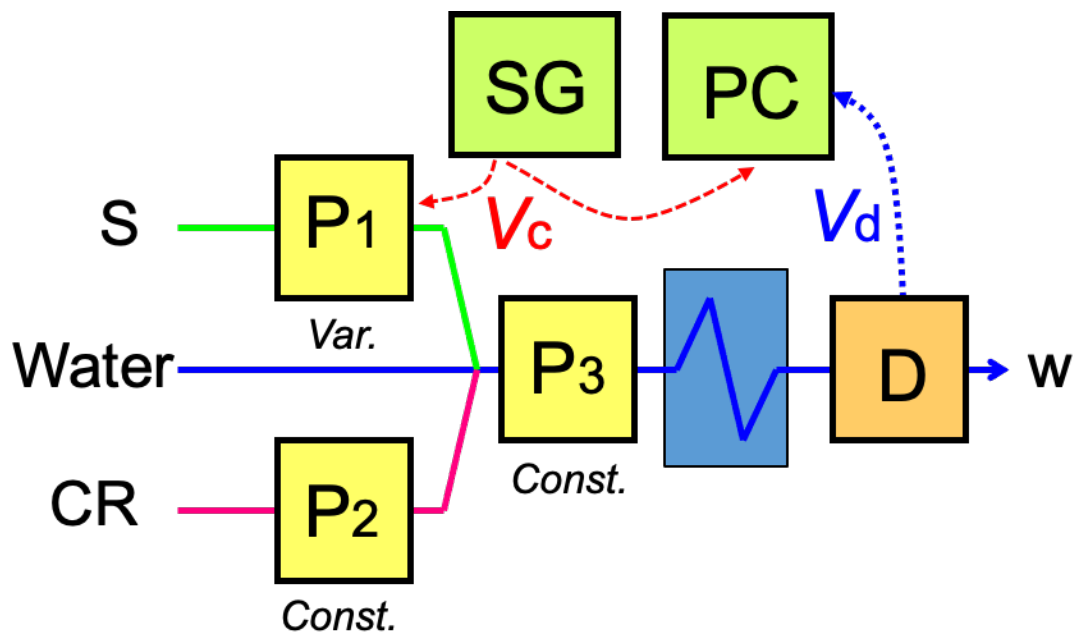 SG
PC
S
P1
Vc
Vd
Var.
Water
P3
D
w
CR
P2
Const.
Const.